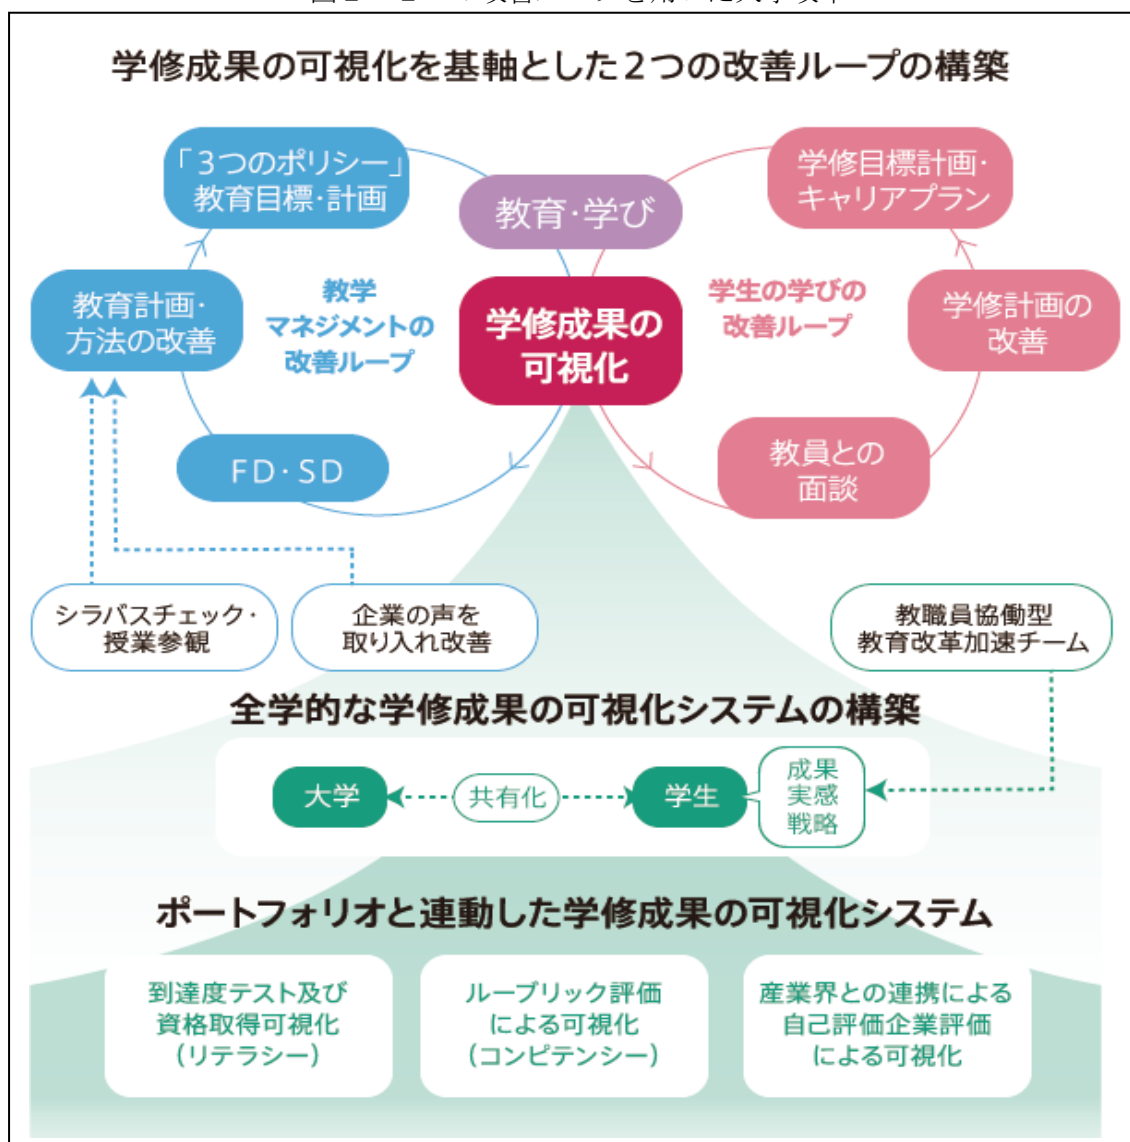 学修成果の可視化を基軸とした2つの改善ループの構築
「3つのポリシー」
教育目標・計画
教育・学び
学修目標計画・
キャリアプラン
教育計画・
方法の改善
教学
マネジメントの
改善ループ
学修成果の
可視化
学生の学びの
改善ループ
学修計画の
改善
FD・SD
教員との
面談
シラバスチェック・
授業参観
企業の声を
取り入れ改善
教職員協働型
教育改革加速チーム
全学的な学修成果の可視化システムの構築
大学
共有化
学生
成果
実感
戦略
ポートフォリオと連動した学修成果の可視化システム
到達度テスト及び
資格取得可視化
(リテラシー)
ルーブリック評価
による可視化
(コンピテンシー)
産業界との連携による
自己評価企業評価
による可視化